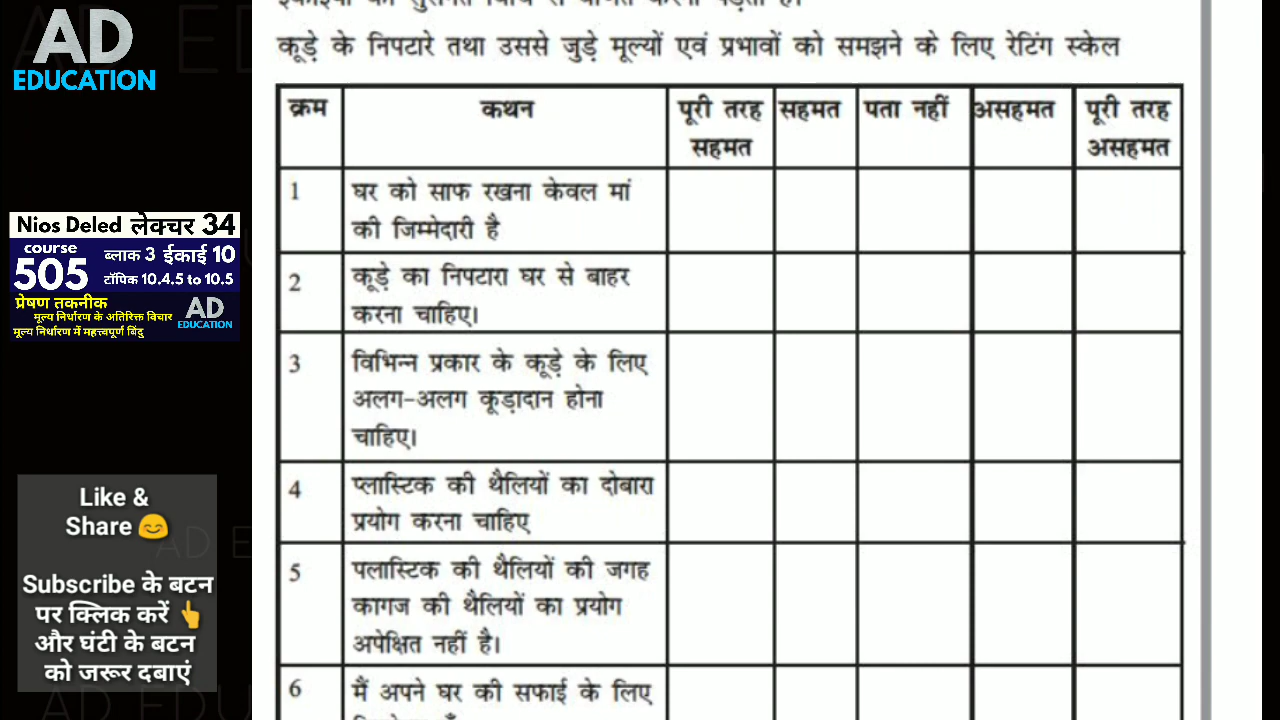 AD
EDUCATION
Nios Deled लेक्चर 34
course
505
ब्लाक 3 ईकाई 10
टॉपिक 10.4.5 to 10.5
प्रेषण तकनीक
मूल्य निर्धारण के अतिरिक्त विचार
मूल्य निर्धारण में महत्त्वपूर्ण बिंदु
AD
EDUCATION
Like &
Share 😊
Subscribe के बटन
पर क्लिक करें 👆
और घंटी के बटन
को जरूर दबाएं
कूड़े के निपटारे तथा उससे जुड़े मूल्यों एवं प्रभावों को समझने के लिए रेटिंग स्केल
क्रम कथन पूरी तरह सहमत पता नहीं असहमत पूरी तरह
सहमत असहमत
1 घर को साफ रखना केवल मां
की जिम्मेदारी है
2 कूड़े का निपटारा घर से बाहर
करना चाहिए।
3 विभिन्न प्रकार के कूड़े के लिए
अलग-अलग कूड़ादान होना
चाहिए।
4 प्लास्टिक की थैलियों का दोबारा
प्रयोग करना चाहिए
5 पलास्टिक की थैलियों की जगह
कागज की थैलियों का प्रयोग
अपेक्षित नहीं है।
6 मैं अपने घर की सफाई के लिए